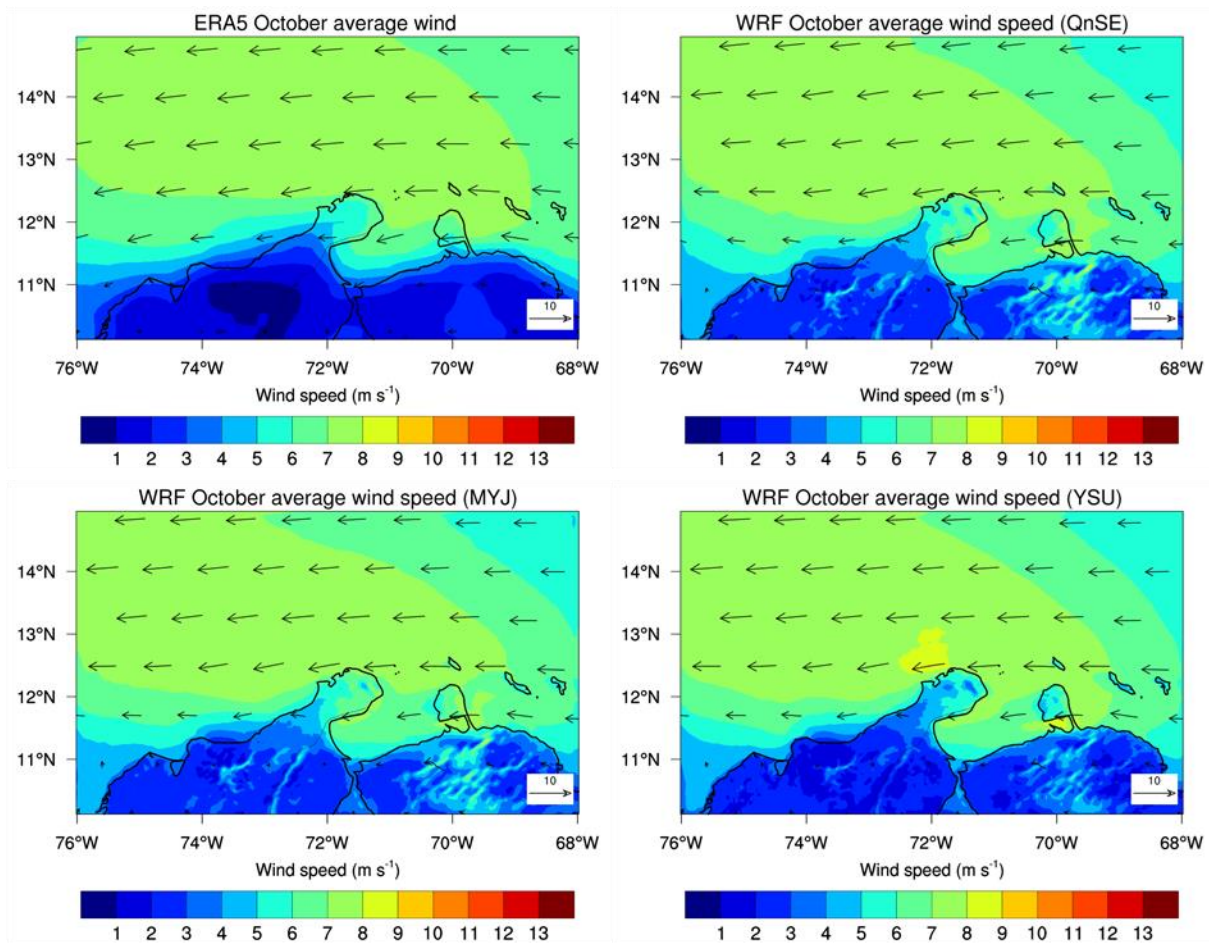 ERA5 October average wind
14°N
13°N
12°N
11°N
10
76°W 74°W 72°W 70°W 68°W
Wind speed (m s⁻¹)
1 2 3 4 5 6 7 8 9 10 11 12 13
WRF October average wind speed (QnSE)
14°N
13°N
12°N
11°N
10
76°W 74°W 72°W 70°W 68°W
Wind speed (m s⁻¹)
1 2 3 4 5 6 7 8 9 10 11 12 13
WRF October average wind speed (MYJ)
14°N
13°N
12°N
11°N
10
76°W 74°W 72°W 70°W 68°W
Wind speed (m s⁻¹)
1 2 3 4 5 6 7 8 9 10 11 12 13
WRF October average wind speed (YSU)
14°N
13°N
12°N
11°N
10
76°W 74°W 72°W 70°W 68°W
Wind speed (m s⁻¹)
1 2 3 4 5 6 7 8 9 10 11 12 13